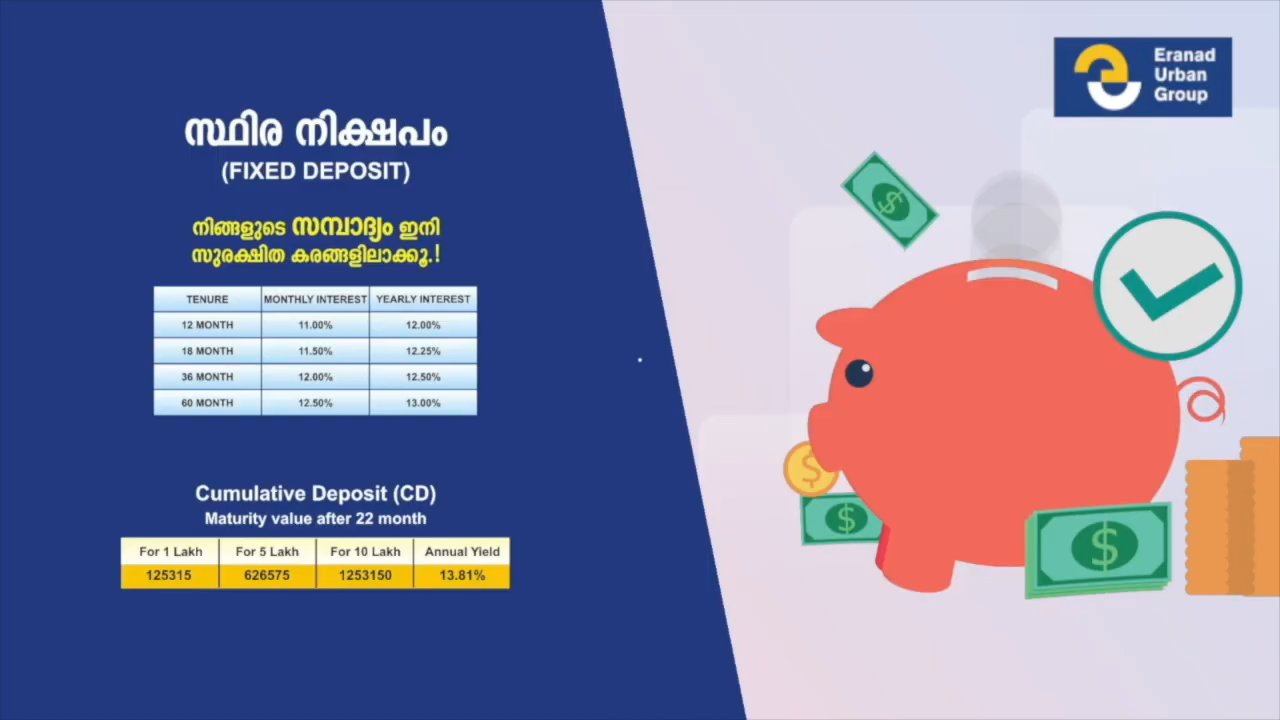 സ്ഥിര നിക്ഷപം
(FIXED DEPOSIT)
നിങ്ങളുടെ സമ്പാദ്യം ഇനി
സുരക്ഷിത കരങ്ങളിലാക്കൂ.!
TENURE MONTHLY INTEREST YEARLY INTEREST
12 MONTH 11.00% 12.00%
18 MONTH 11.50% 12.25%
36 MONTH 12.00% 12.50%
60 MONTH 12.50% 13.00%
Cumulative Deposit (CD)
Maturity value after 22 month
For 1 Lakh For 5 Lakh For 10 Lakh Annual Yield
125315 626575 1253150 13.81%
Eranad
Urban
Group